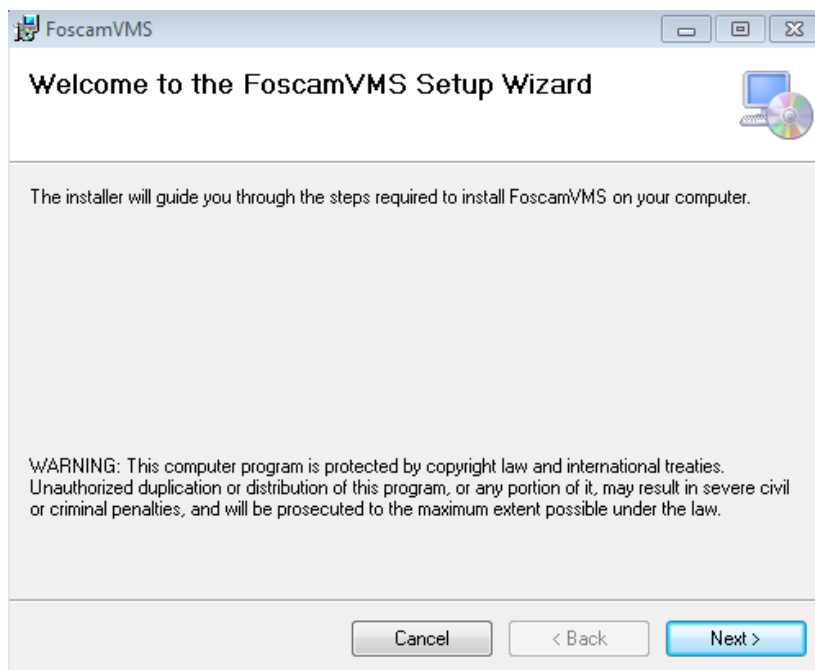 FoscamVMS
Welcome to the FoscamVMS Setup Wizard
The installer will guide you through the steps required to install FoscamVMS on your computer.
WARNING: This computer program is protected by copyright law and international treaties.
Unauthorized duplication or distribution of this program, or any portion of it, may result in severe civil
or criminal penalties, and will be prosecuted to the maximum extent possible under the law.
Cancel
< Back
Next >